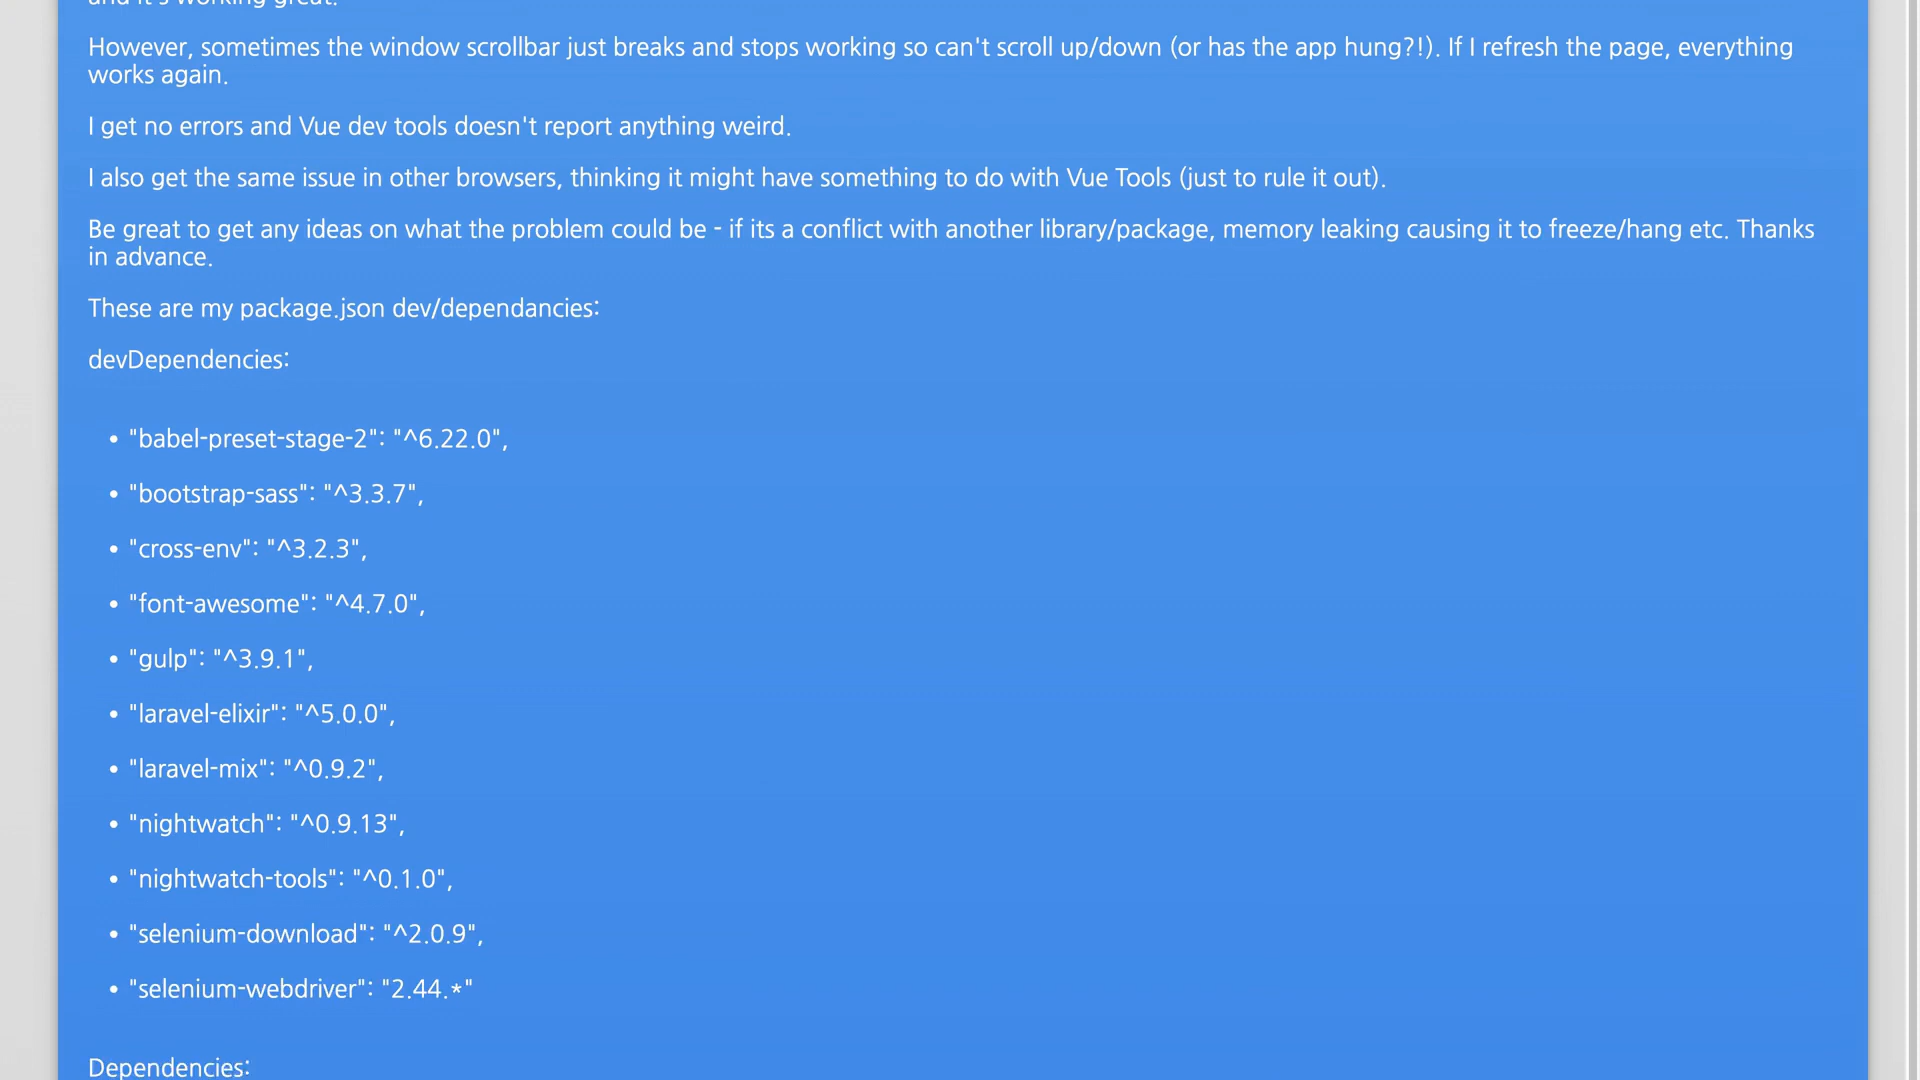 and it's working great.
However, sometimes the window scrollbar just breaks and stops working so can't scroll up/down (or has the app hung?!). If I refresh the page, everything
works again.
I get no errors and Vue dev tools doesn't report anything weird.
I also get the same issue in other browsers, thinking it might have something to do with Vue Tools (just to rule it out).
Be great to get any ideas on what the problem could be - if its a conflict with another library/package, memory leaking causing it to freeze/hang etc. Thanks
in advance.
These are my package.json dev/dependancies:
devDependencies:
• "babel-preset-stage-2": "^6.22.0",
• "bootstrap-sass": "^3.3.7",
• "cross-env": "^3.2.3",
• "font-awesome": "^4.7.0",
• "gulp": "^3.9.1",
• "laravel-elixir": "^5.0.0",
• "laravel-mix": "^0.9.2",
• "nightwatch": "^0.9.13",
• "nightwatch-tools": "^0.1.0",
• "selenium-download": "^2.0.9",
• "selenium-webdriver": "2.44.*"
Dependencies: